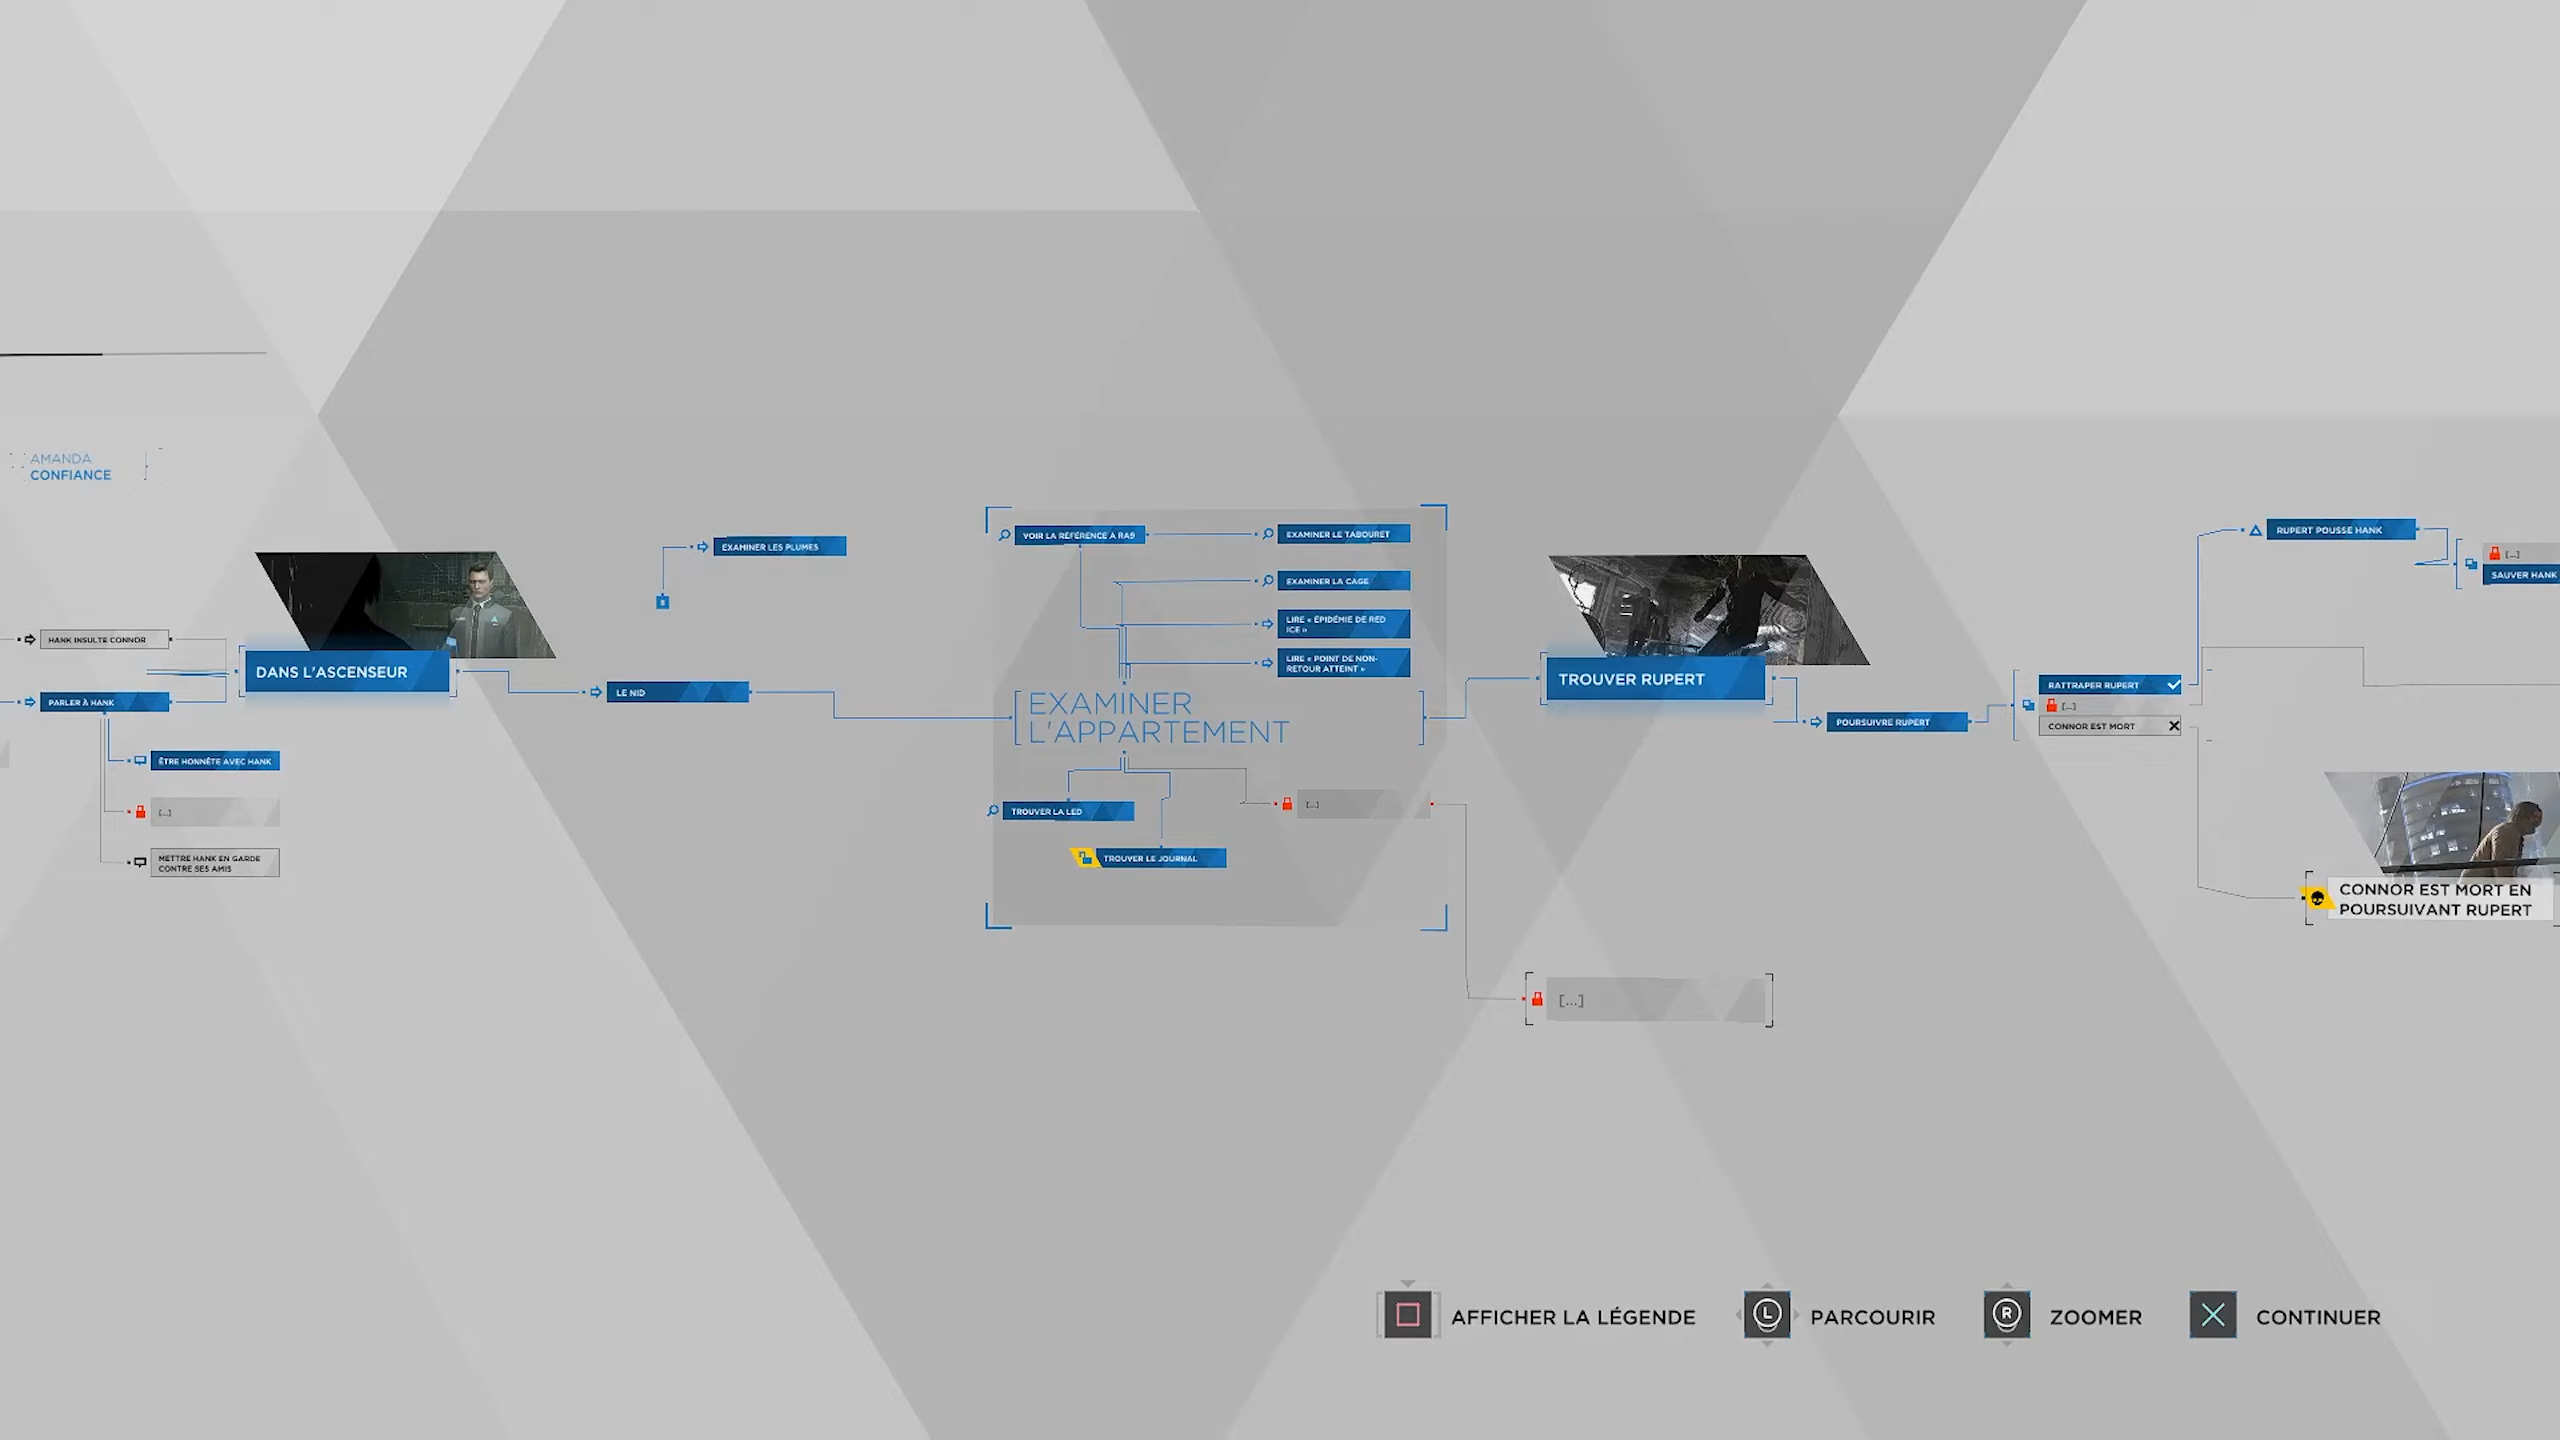 AMANDA
CONFIANCE
HANK INSULTE CONNOR
PARLER À HANK
ÊTRE HONNÊTE AVEC HANK
[...]
METTRE HANK EN GARDE
CONTRE SES AMIS
DANS L'ASCENSEUR
LE NID
EXAMINER LES PLUMES
VOIR LA RÉFÉRENCE À RA9
EXAMINER LE TABOURET
EXAMINER LA CAGE
LIRE « ÉPIDÉMIE DE RED
ICE »
LIRE « POINT DE NON-
RETOUR ATTEINT »
EXAMINER
L'APPARTEMENT
TROUVER LA LED
[...]
TROUVER LE JOURNAL
TROUVER RUPERT
[...]
POURSUIVRE RUPERT
RATTRAPER RUPERT
[...]
CONNOR EST MORT
RUPERT POUSSE HANK
[...]
SAUVER HANK
CONNOR EST MORT EN
POURSUIVANT RUPERT
AFFICHER LA LÉGENDE
L
PARCOURIR
R
ZOOMER
CONTINUER